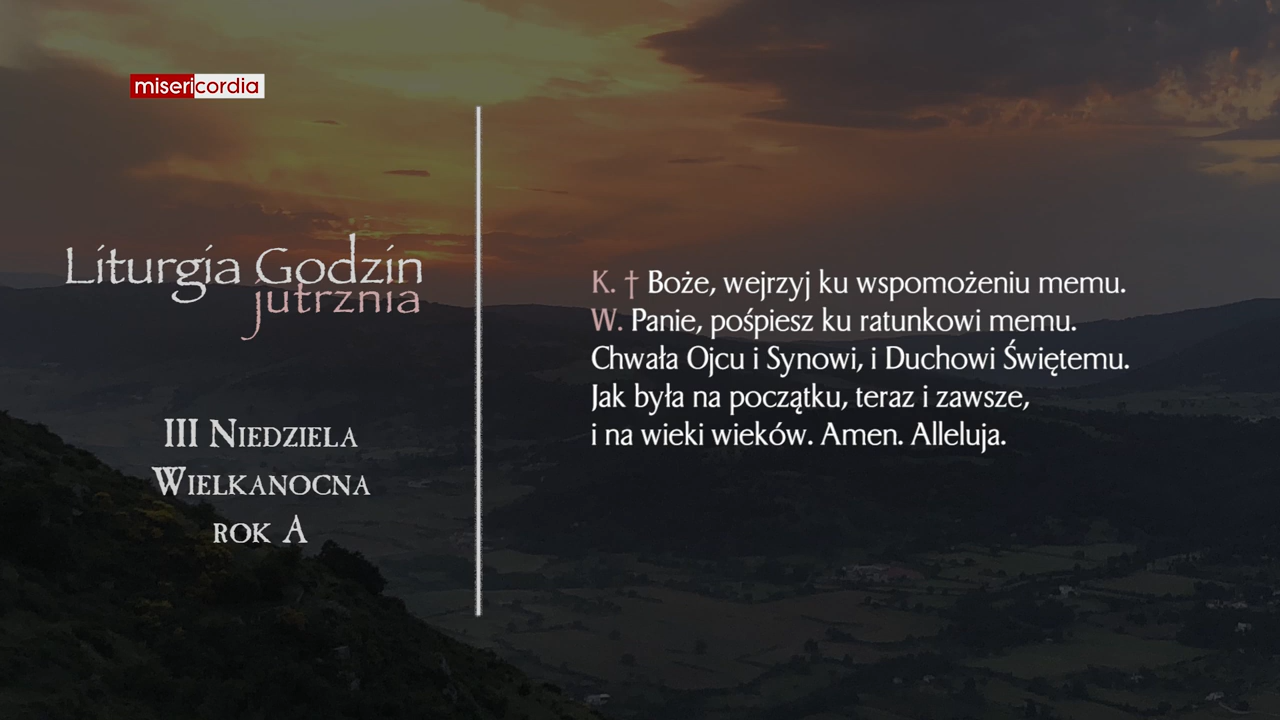 misericordia
Liturgia Godzin
jutrznia
III Niedziela
Wielkanocna
rok A
K. † Boże, wejrzyj ku wspomożeniu memu.
W. Panie, pośpiesz ku ratunkowi memu.
Chwała Ojcu i Synowi, i Duchowi Świętemu.
Jak była na początku, teraz i zawsze,
i na wieki wieków. Amen. Alleluja.